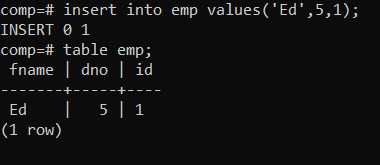 comp=# insert into emp values('Ed',5,1);
INSERT 0 1
comp=# table emp;
 fname | dno | id
-------+-----+----
 Ed    |   5 | 1
(1 row)